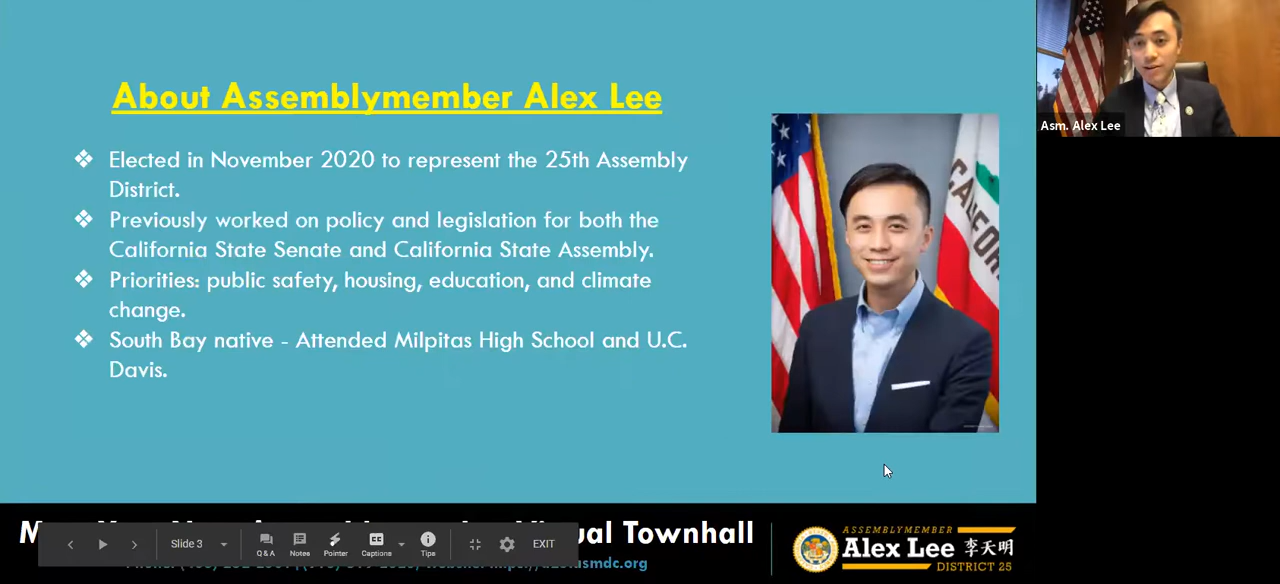 About Assemblymember Alex Lee
Asm. Alex Lee
❖ Elected in November 2020 to represent the 25th Assembly
District.
❖ Previously worked on policy and legislation for both the
California State Senate and California State Assembly.
❖ Priorities: public safety, housing, education, and climate
change.
❖ South Bay native - Attended Milpitas High School and U.C.
Davis.
Townhall
Slide 3
Q & A
Notes
Pointer
Captions
Tips
EXIT
ASSEMBLYMEMBER
Alex Lee 李天明
DISTRICT 25